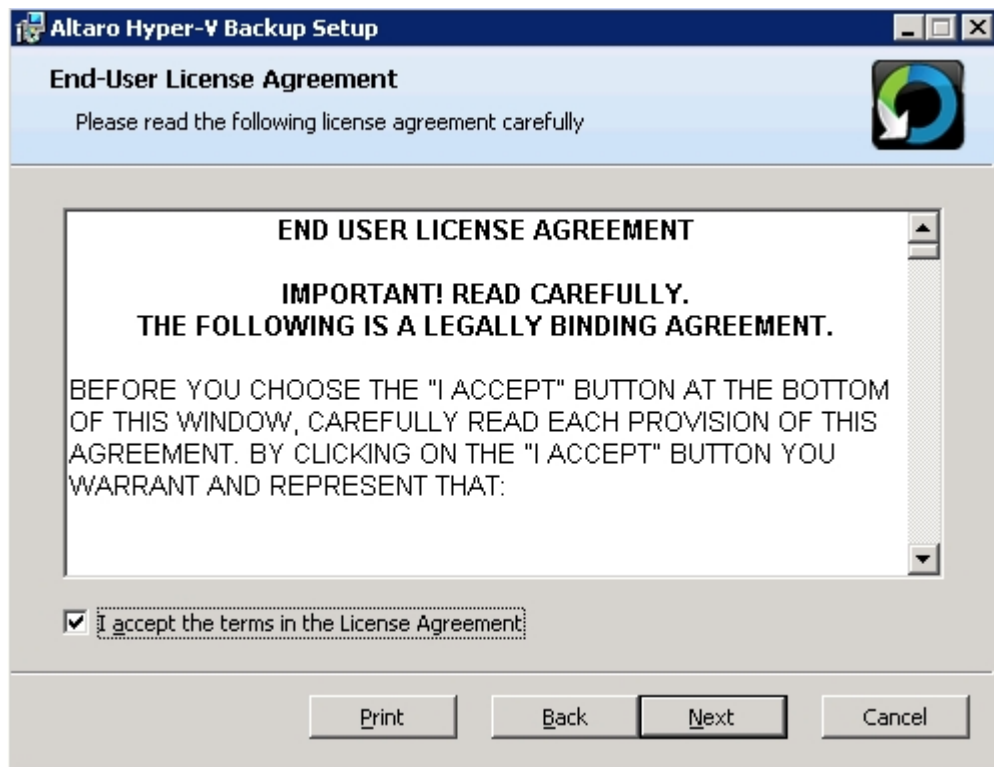 Altaro Hyper-V Backup Setup
End-User License Agreement
Please read the following license agreement carefully
END USER LICENSE AGREEMENT
IMPORTANT! READ CAREFULLY.
THE FOLLOWING IS A LEGALLY BINDING AGREEMENT.
BEFORE YOU CHOOSE THE "I ACCEPT" BUTTON AT THE BOTTOM
OF THIS WINDOW, CAREFULLY READ EACH PROVISION OF THIS
AGREEMENT. BY CLICKING ON THE "I ACCEPT" BUTTON YOU
WARRANT AND REPRESENT THAT:
I accept the terms in the License Agreement
Print Back Next Cancel